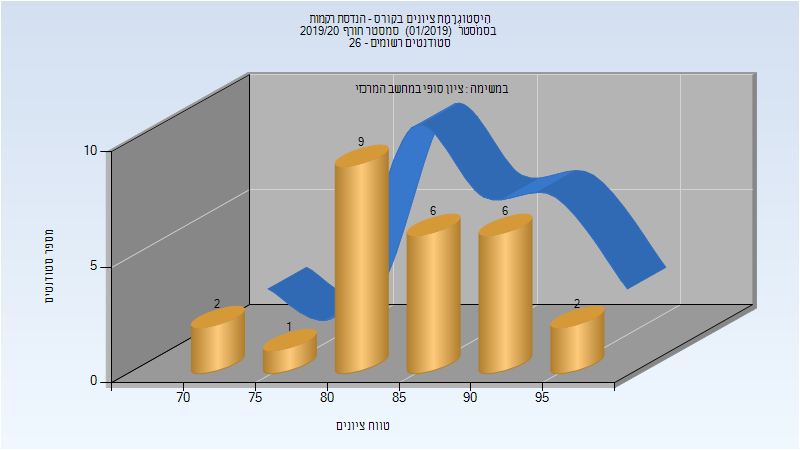 היסטוגרמת ציונים בקורס - הנדסת רקמות
בסמסטר (01/2019) סמסטר חורף 2019/20
סטודנטים רשומים - 26
במשימה : ציון סופי במחשב המרכזי
מספר סטודנטים
10
5
0
2
1
9
6
6
2
70
75
80
85
90
95
טווח ציונים